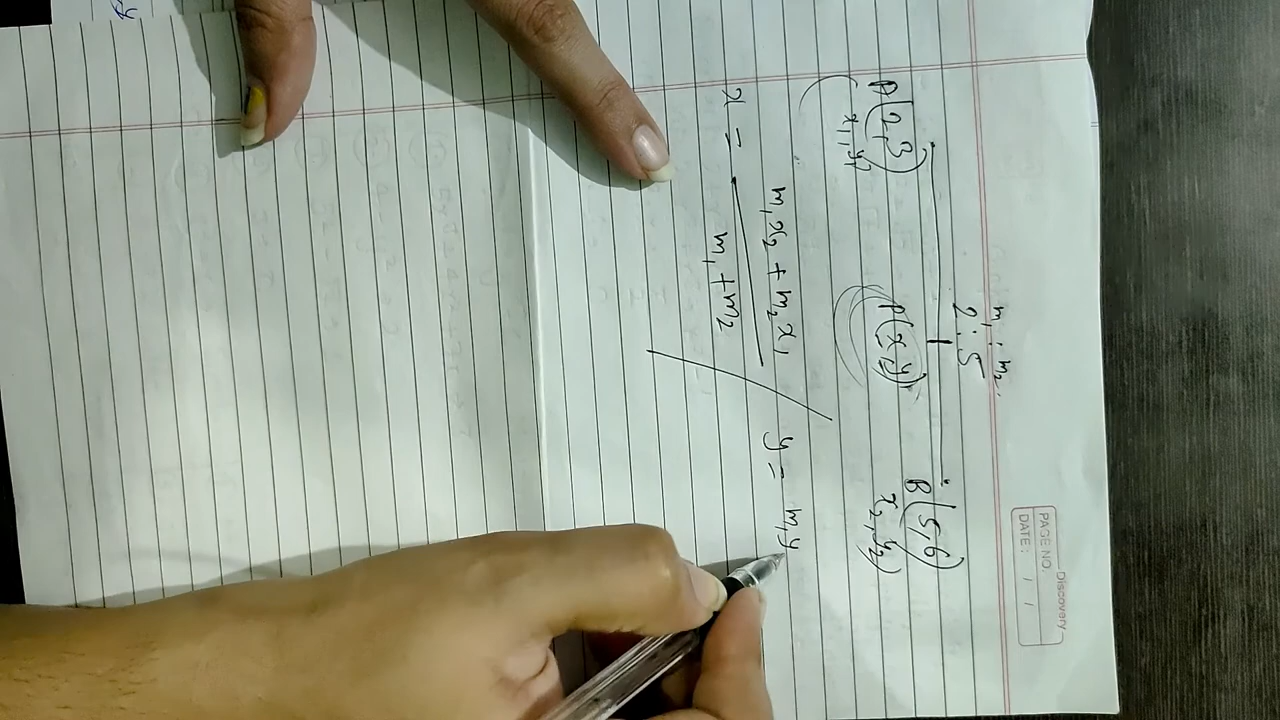 Discovery
PAGE NO.
DATE: / /
m₁ : m₂
2 : 5
A(2,3) P(x, y) B(5,6)
x₁, y₁ x₂, y₂)
x = m₁x₂ + m₂x₁ / m₁ + m₂
y = m₁y